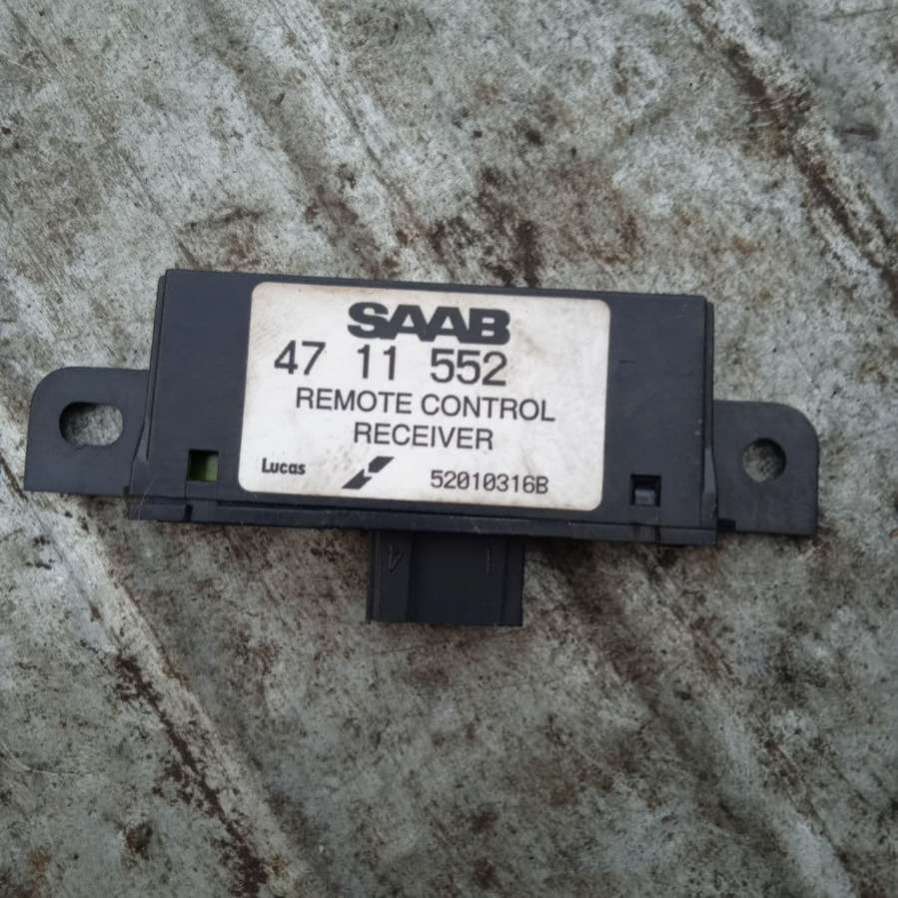 SAAB
47 11 552
REMOTE CONTROL
RECEIVER
Lucas 52010316B
4 1